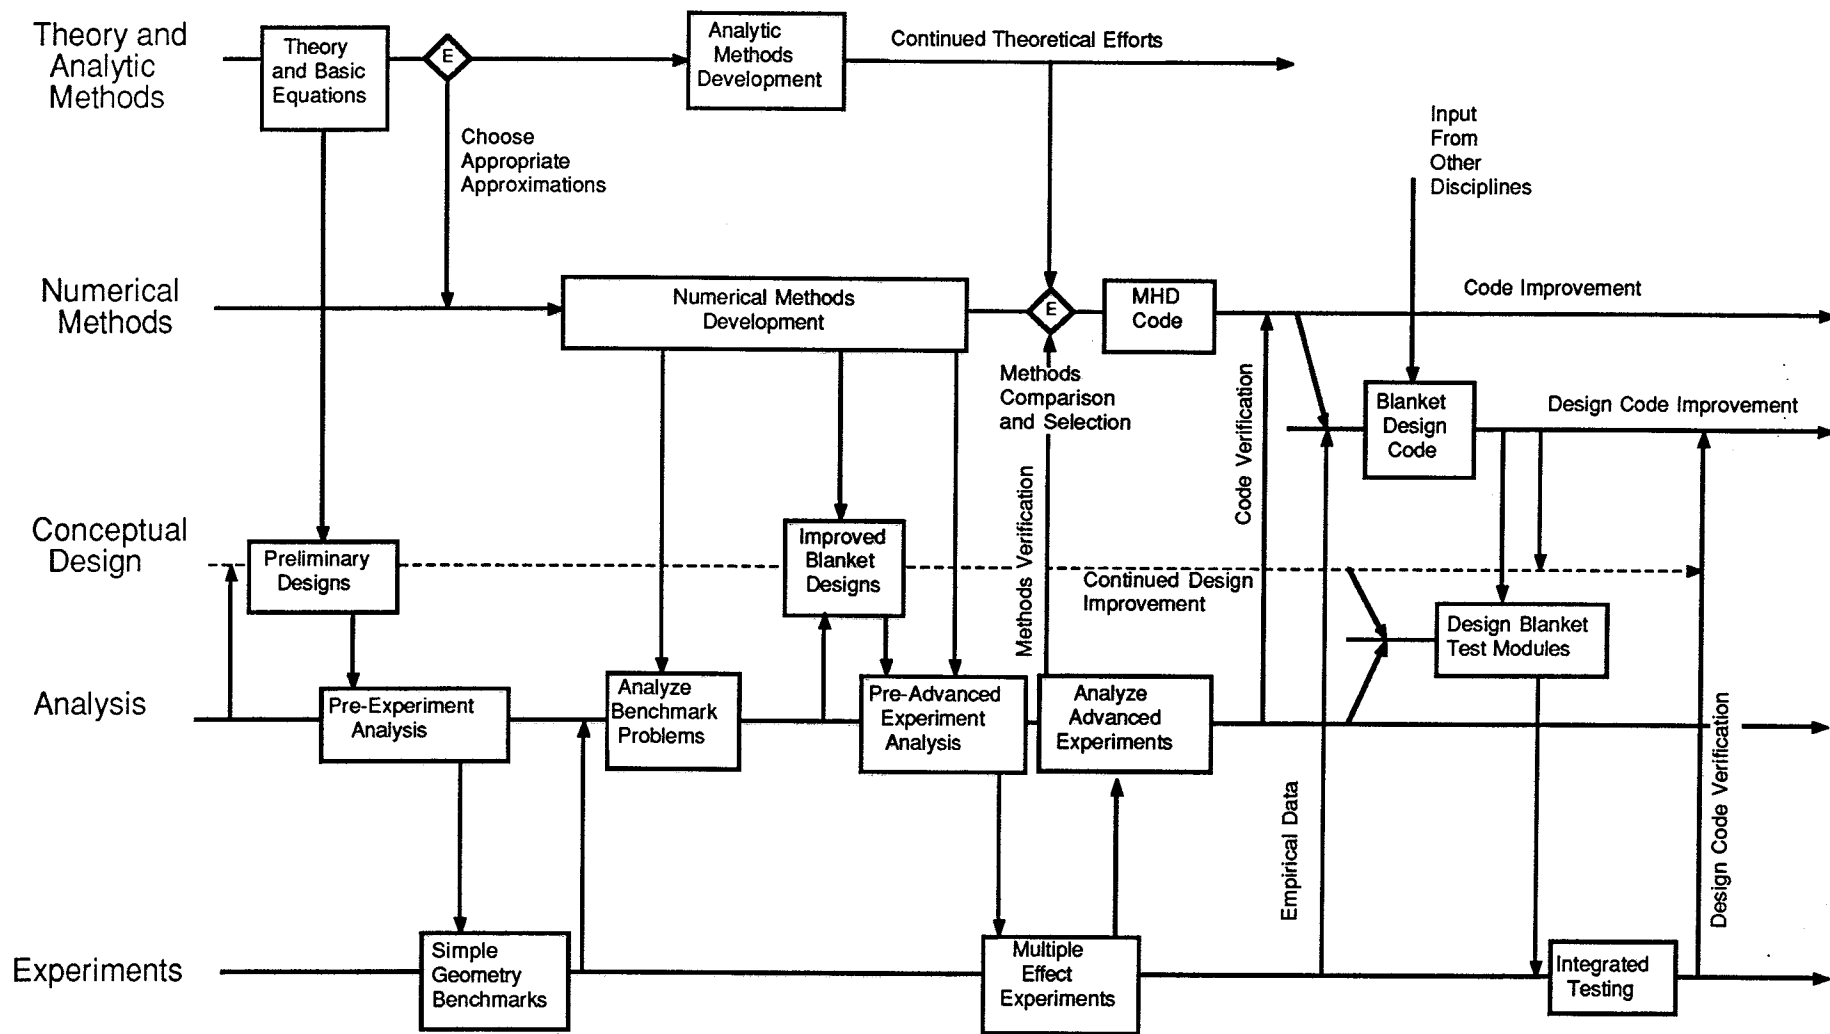 Theory and
Analytic
Methods
Theory
and Basic
Equations
E
Analytic
Methods
Development
Continued Theoretical Efforts
Choose
Appropriate
Approximations
Input
From
Other
Disciplines
Numerical
Methods
Numerical Methods
Development
E
MHD
Code
Code Improvement
Methods
Comparison
and Selection
Methods Verification
Code Verification
Blanket
Design
Code
Design Code Improvement
Conceptual
Design
Preliminary
Designs
Improved
Blanket
Designs
Continued Design
Improvement
Design Blanket
Test Modules
Analysis
Pre-Experiment
Analysis
Analyze
Benchmark
Problems
Pre-Advanced
Experiment
Analysis
Analyze
Advanced
Experiments
Empirical Data
Design Code Verification
Experiments
Simple
Geometry
Benchmarks
Multiple
Effect
Experiments
Integrated
Testing